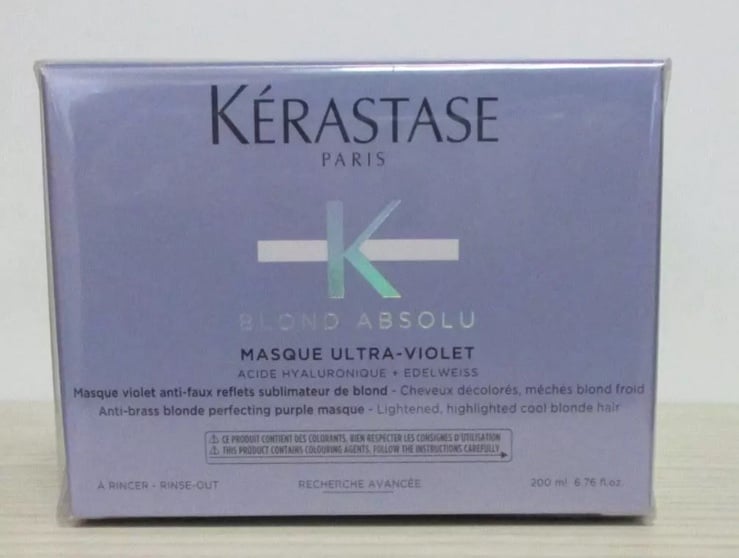 KÉRASTASE
PARIS
K
BLOND ABSOLU
MASQUE ULTRA-VIOLET
ACIDE HYALURONIQUE + EDELWEISS
Masque violet anti-faux reflets sublimateur de blond - Cheveux décolorés, méchés blond froid
Anti-brass blonde perfecting purple masque - Lightened, highlighted cool blonde hair
CE PRODUIT CONTIENT DES COLORANTS, BIEN RESPECTER LES CONSIGNES D'UTILISATION
THIS PRODUCT CONTAINS COLOURING AGENTS, FOLLOW THE INSTRUCTIONS CAREFULLY
À RINCER - RINSE-OUT
RECHERCHE AVANCÉE
200 ml 6.76 fl.oz.